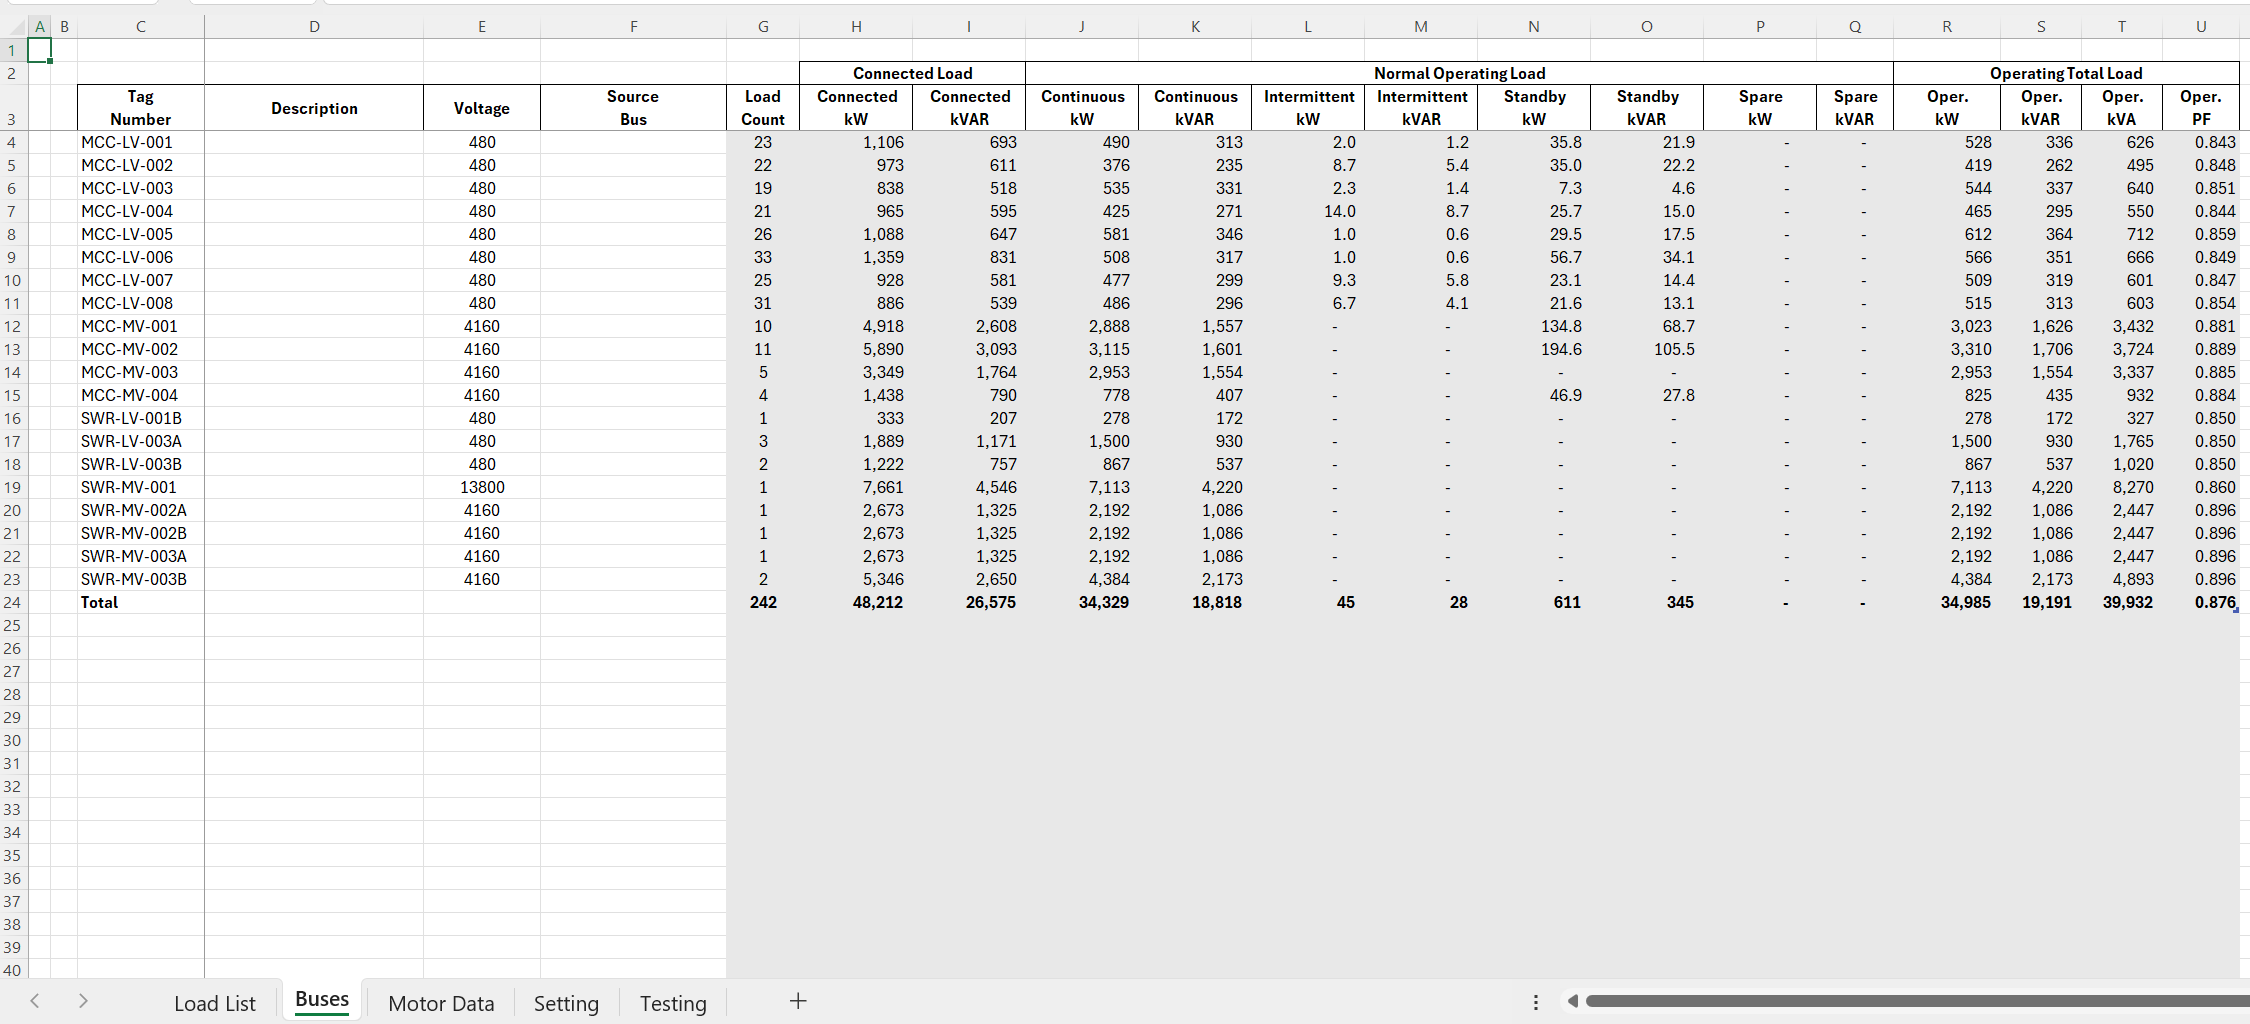 A B C D E F G H I J K L M N O P Q R S T U
1
2 Connected Load Normal Operating Load Operating Total Load
Tag Description Voltage Source Load Connected Connected Continuous Continuous Intermittent Intermittent Standby Standby Spare Spare Oper. Oper. Oper. Oper.
3 Number Bus Count kW kVAR kW kVAR kW kVAR kW kVAR kW kVAR kW kVAR kVA PF
4 MCC-LV-001 480 23 1,106 693 490 313 2.0 1.2 35.8 21.9 - - 528 336 626 0.843
5 MCC-LV-002 480 22 973 611 376 235 8.7 5.4 35.0 22.2 - - 419 262 495 0.848
6 MCC-LV-003 480 19 838 518 535 331 2.3 1.4 7.3 4.6 - - 544 337 640 0.851
7 MCC-LV-004 480 21 965 595 425 271 14.0 8.7 25.7 15.0 - - 465 295 550 0.844
8 MCC-LV-005 480 26 1,088 647 581 346 1.0 0.6 29.5 17.5 - - 612 364 712 0.859
9 MCC-LV-006 480 33 1,359 831 508 317 1.0 0.6 56.7 34.1 - - 566 351 666 0.849
10 MCC-LV-007 480 25 928 581 477 299 9.3 5.8 23.1 14.4 - - 509 319 601 0.847
11 MCC-LV-008 480 31 886 539 486 296 6.7 4.1 21.6 13.1 - - 515 313 603 0.854
12 MCC-MV-001 4160 10 4,918 2,608 2,888 1,557 - - 134.8 68.7 - - 3,023 1,626 3,432 0.881
13 MCC-MV-002 4160 11 5,890 3,093 3,115 1,601 - - 194.6 105.5 - - 3,310 1,706 3,724 0.889
14 MCC-MV-003 4160 5 3,349 1,764 2,953 1,554 - - - - - - 2,953 1,554 3,337 0.885
15 MCC-MV-004 4160 4 1,438 790 778 407 - - 46.9 27.8 - - 825 435 932 0.884
16 SWR-LV-001B 480 1 333 207 278 172 - - - - - - 278 172 327 0.850
17 SWR-LV-003A 480 3 1,889 1,171 1,500 930 - - - - - - 1,500 930 1,765 0.850
18 SWR-LV-003B 480 2 1,222 757 867 537 - - - - - - 867 537 1,020 0.850
19 SWR-MV-001 13800 1 7,661 4,546 7,113 4,220 - - - - - - 7,113 4,220 8,270 0.860
20 SWR-MV-002A 4160 1 2,673 1,325 2,192 1,086 - - - - - - 2,192 1,086 2,447 0.896
21 SWR-MV-002B 4160 1 2,673 1,325 2,192 1,086 - - - - - - 2,192 1,086 2,447 0.896
22 SWR-MV-003A 4160 1 2,673 1,325 2,192 1,086 - - - - - - 2,192 1,086 2,447 0.896
23 SWR-MV-003B 4160 2 5,346 2,650 4,384 2,173 - - - - - - 4,384 2,173 4,893 0.896
24 Total 242 48,212 26,575 34,329 18,818 45 28 611 345 - - 34,985 19,191 39,932 0.876
25
26
27
28
29
30
31
32
33
34
35
36
37
38
39
40
Load List Buses Motor Data Setting Testing